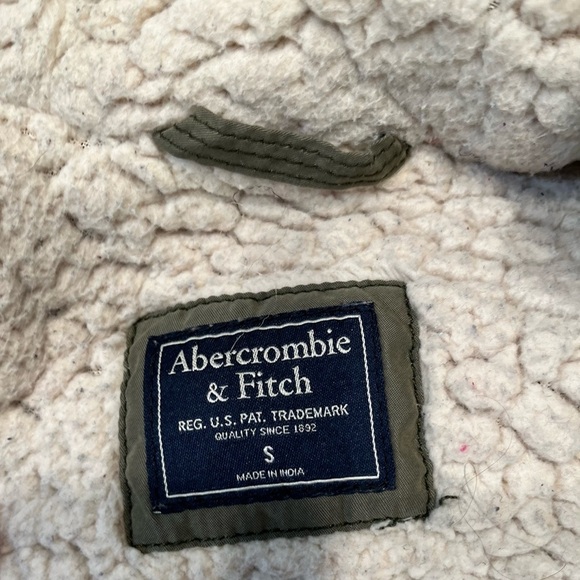 Abercrombie
& Fitch
REG. U.S. PAT. TRADEMARK
QUALITY SINCE 1892
S
MADE IN INDIA